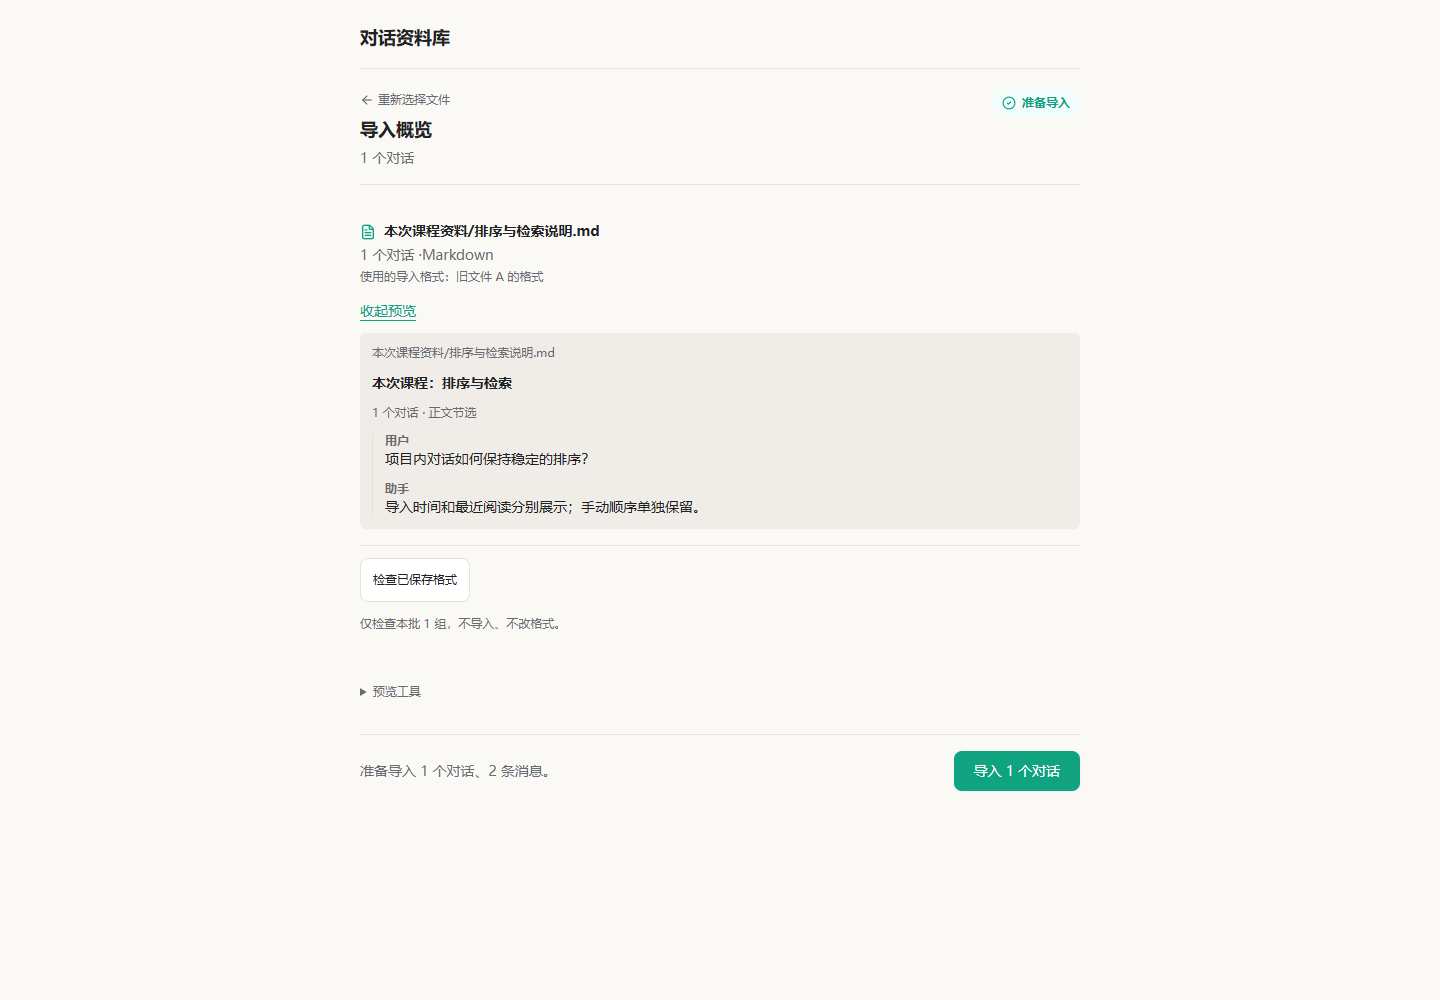 对话资料库
重新选择文件
准备导入
导入概览
1 个对话
本次课程资料/排序与检索说明.md
1 个对话 ·Markdown
使用的导入格式：旧文件 A 的格式
收起预览
本次课程资料/排序与检索说明.md
本次课程：排序与检索
1 个对话 · 正文节选
用户
项目内对话如何保持稳定的排序？
助手
导入时间和最近阅读分别展示；手动顺序单独保留。
检查已保存格式
仅检查本批 1 组，不导入、不改格式。
预览工具
准备导入 1 个对话、2 条消息。
导入 1 个对话